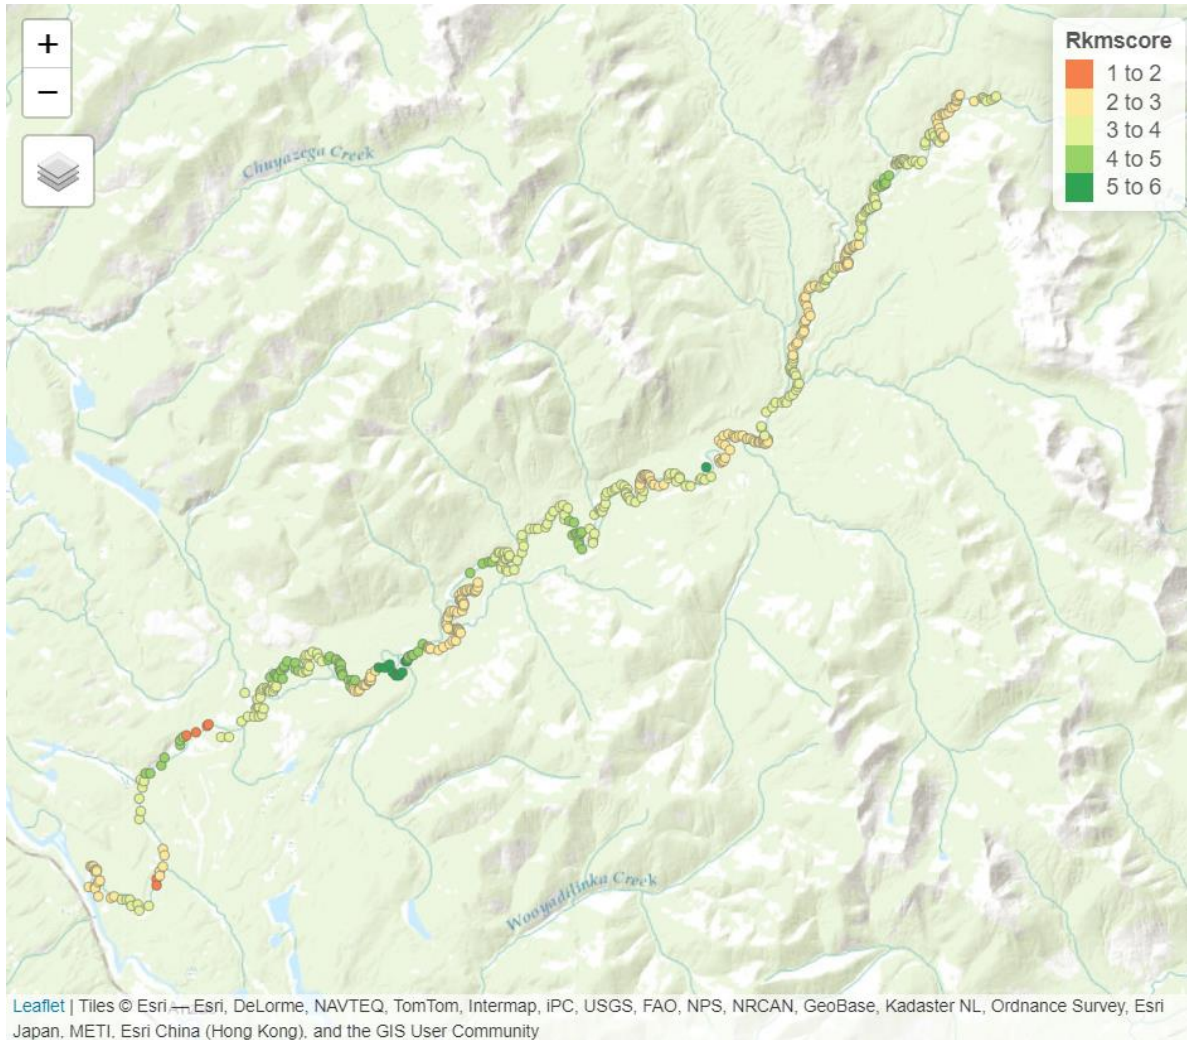 +
−
Rkmscore
1 to 2
2 to 3
3 to 4
4 to 5
5 to 6
Chuyazega Creek
Wooyadilinka Creek
Leaflet | Tiles © Esri — Esri, DeLorme, NAVTEQ, TomTom, Intermap, iPC, USGS, FAO, NPS, NRCAN, GeoBase, Kadaster NL, Ordnance Survey, Esri
Japan, METI, Esri China (Hong Kong), and the GIS User Community